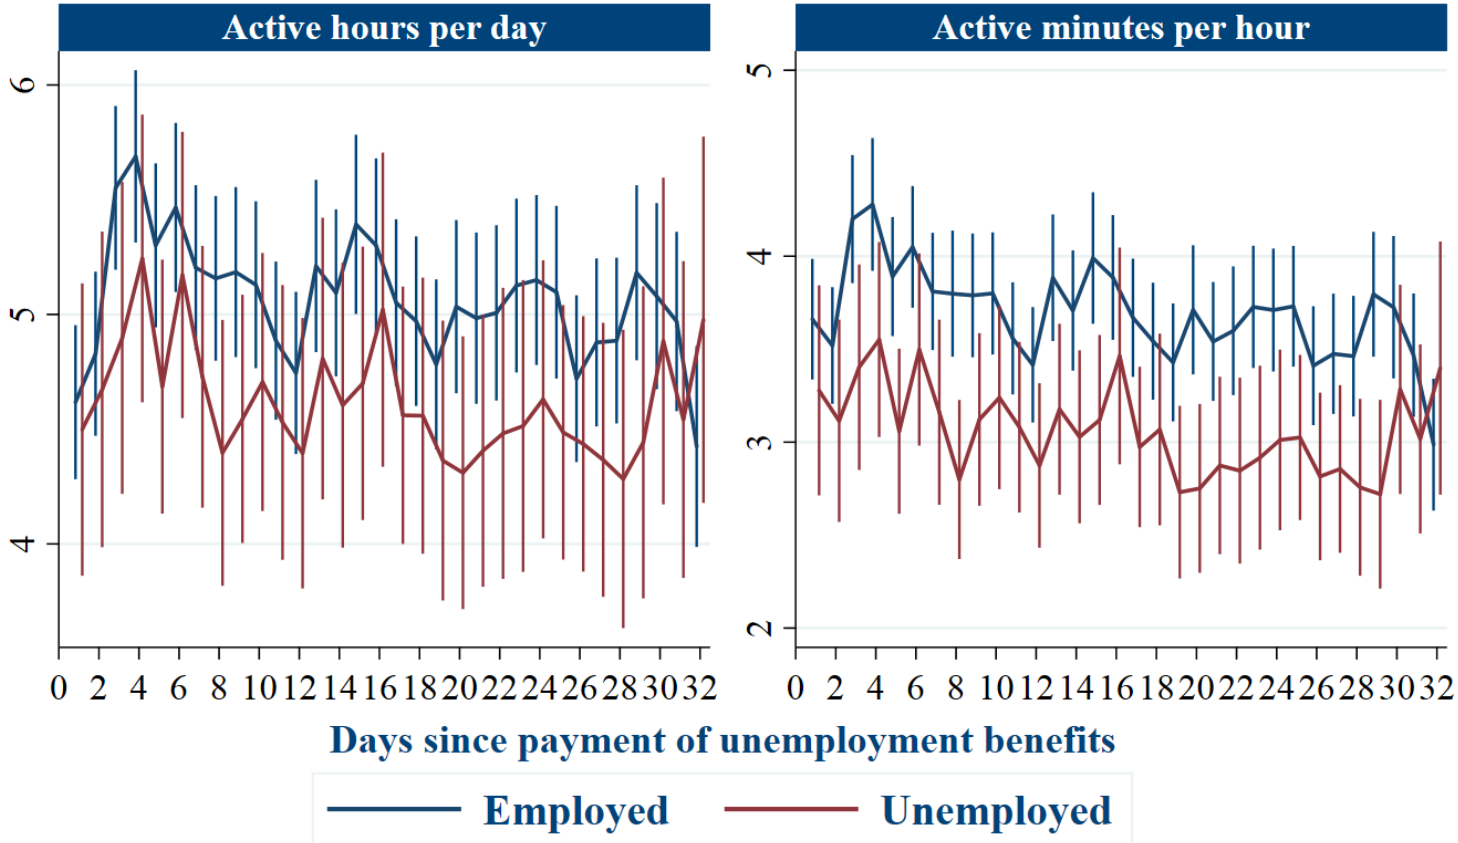 Active hours per day
Active minutes per hour
6
5
4
0 2 4 6 8 10 12 14 16 18 20 22 24 26 28 30 32
5
4
3
2
0 2 4 6 8 10 12 14 16 18 20 22 24 26 28 30 32
Days since payment of unemployment benefits
Employed
Unemployed